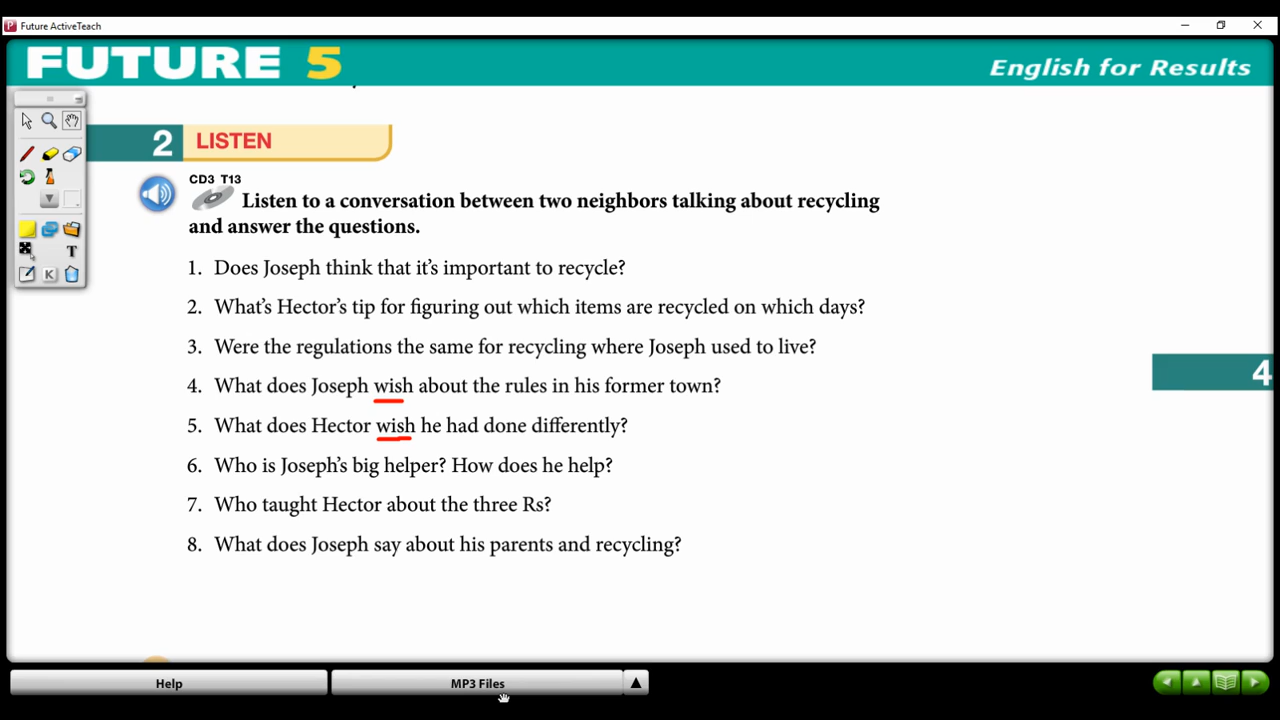 Future ActiveTeach
FUTURE 5
English for Results
2 LISTEN
CD3 T13
Listen to a conversation between two neighbors talking about recycling
and answer the questions.
1. Does Joseph think that it's important to recycle?
2. What's Hector's tip for figuring out which items are recycled on which days?
3. Were the regulations the same for recycling where Joseph used to live?
4. What does Joseph wish about the rules in his former town?
4
5. What does Hector wish he had done differently?
6. Who is Joseph's big helper? How does he help?
7. Who taught Hector about the three Rs?
8. What does Joseph say about his parents and recycling?
T
K
Help
MP3 Files